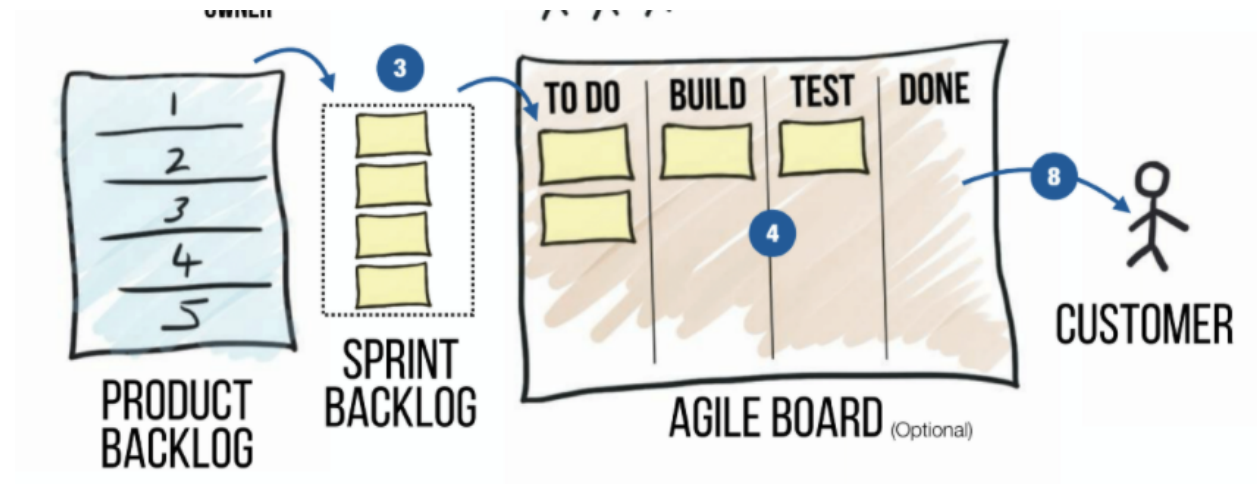 OWNER
3
1
2
3
4
5
TO DO
BUILD
TEST
DONE
4
8
SPRINT
BACKLOG
PRODUCT
BACKLOG
AGILE BOARD (Optional)
CUSTOMER